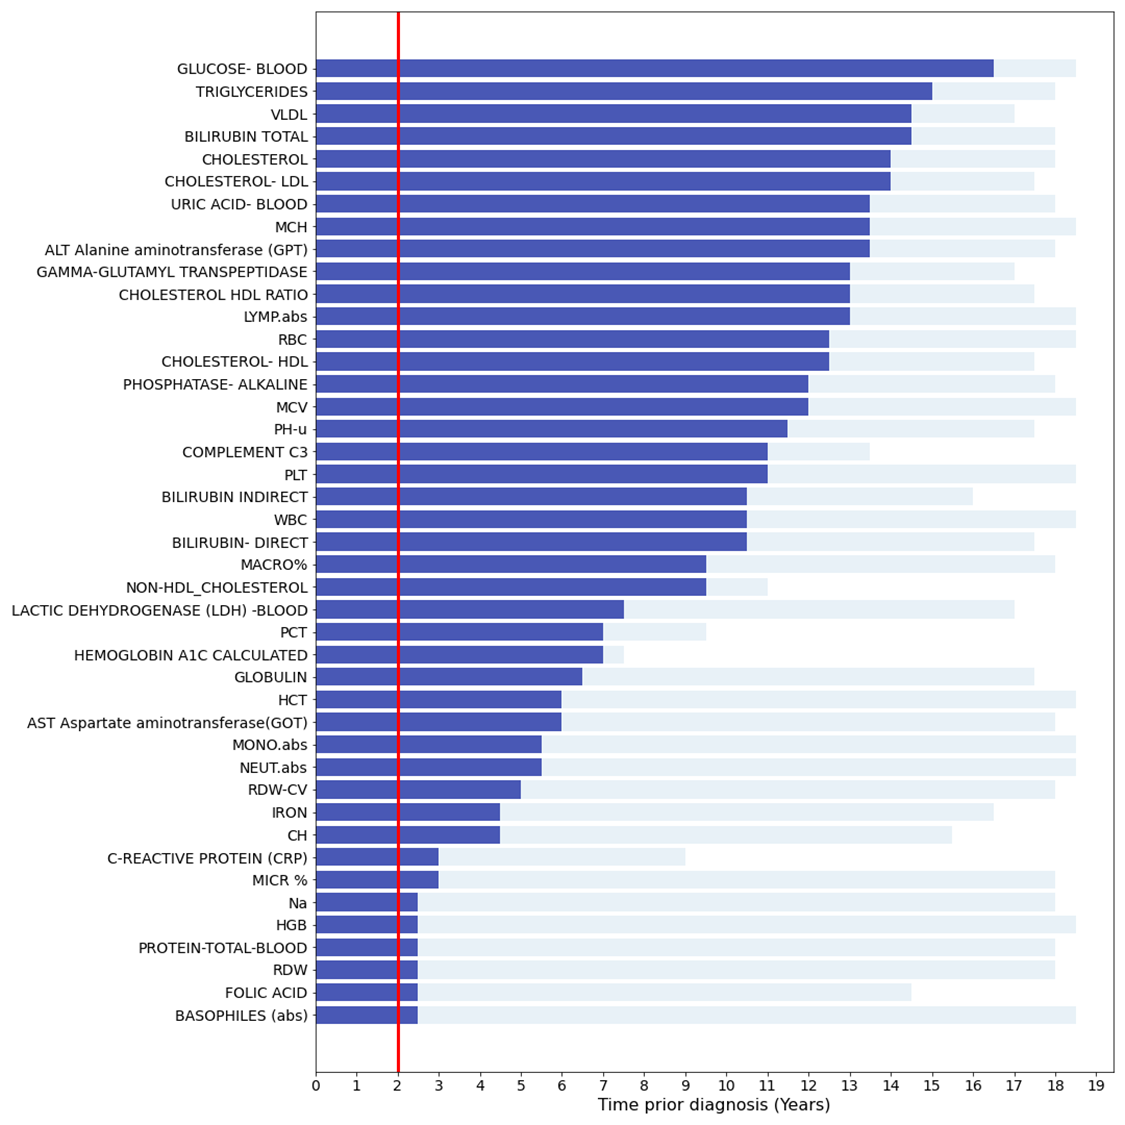 GLUCOSE- BLOOD
TRIGLYCERIDES
VLDL
BILIRUBIN TOTAL
CHOLESTEROL
CHOLESTEROL- LDL
URIC ACID- BLOOD
MCH
ALT Alanine aminotransferase (GPT)
GAMMA-GLUTAMYL TRANSPEPTIDASE
CHOLESTEROL HDL RATIO
LYMP.abs
RBC
CHOLESTEROL- HDL
PHOSPHATASE- ALKALINE
MCV
PH-u
COMPLEMENT C3
PLT
BILIRUBIN INDIRECT
WBC
BILIRUBIN- DIRECT
MACRO%
NON-HDL_CHOLESTEROL
LACTIC DEHYDROGENASE (LDH) -BLOOD
PCT
HEMOGLOBIN A1C CALCULATED
GLOBULIN
HCT
AST Aspartate aminotransferase(GOT)
MONO.abs
NEUT.abs
RDW-CV
IRON
CH
C-REACTIVE PROTEIN (CRP)
MICR %
Na
HGB
PROTEIN-TOTAL-BLOOD
RDW
FOLIC ACID
BASOPHILES (abs)
0 1 2 3 4 5 6 7 8 9 10 11 12 13 14 15 16 17 18 19
Time prior diagnosis (Years)